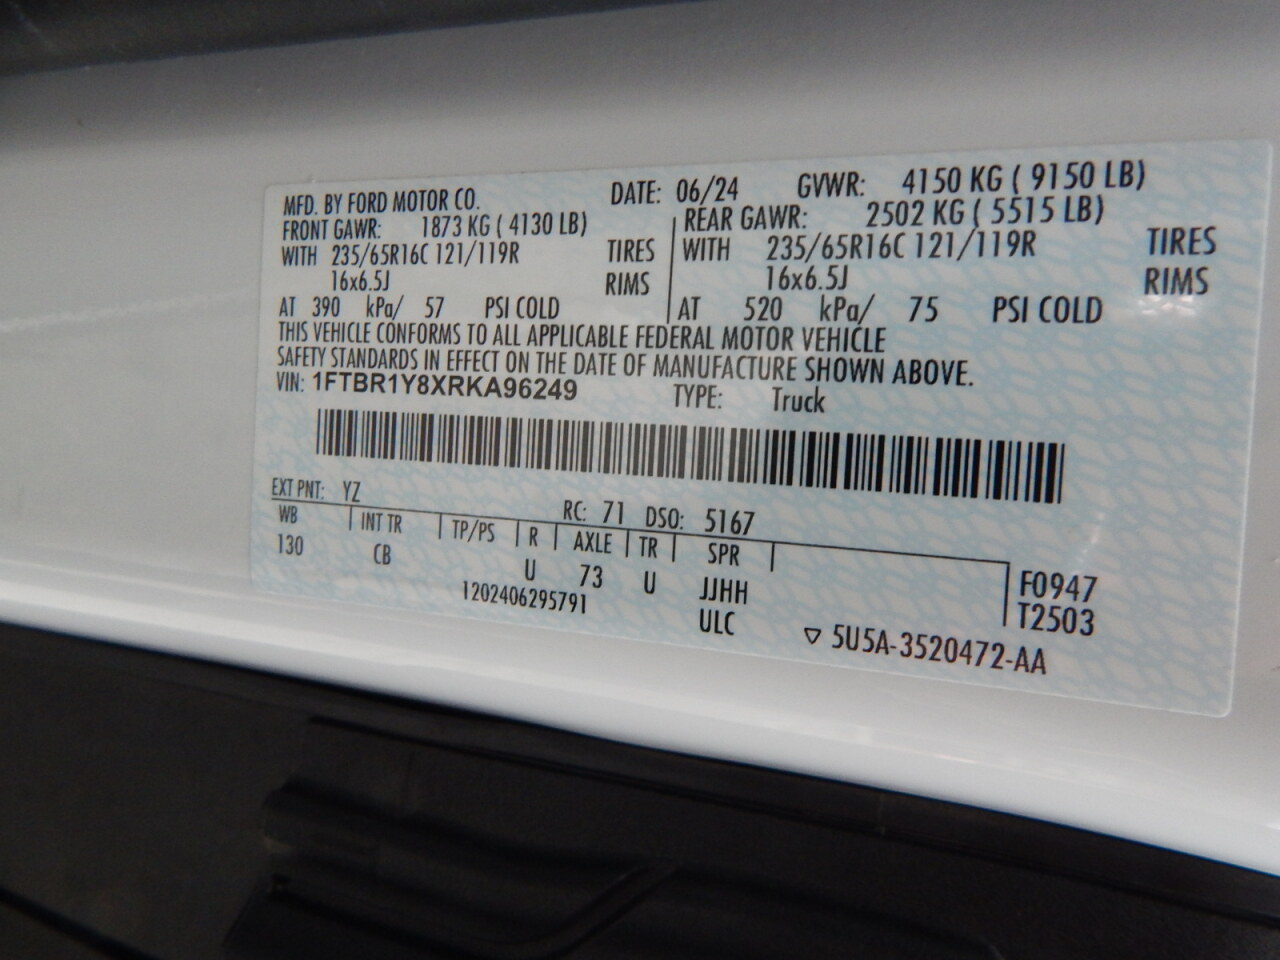 MFD. BY FORD MOTOR CO. DATE: 06/24 GVWR: 4150 KG ( 9150 LB)
FRONT GAWR: 1873 KG ( 4130 LB) REAR GAWR: 2502 KG ( 5515 LB)
WITH 235/65R16C 121/119R TIRES WITH 235/65R16C 121/119R TIRES
16x6.5J RIMS 16x6.5J RIMS
AT 390 kPa/ 57 PSI COLD AT 520 kPa/ 75 PSI COLD
THIS VEHICLE CONFORMS TO ALL APPLICABLE FEDERAL MOTOR VEHICLE
SAFETY STANDARDS IN EFFECT ON THE DATE OF MANUFACTURE SHOWN ABOVE.
VIN: 1FTBR1Y8XRKA96249 TYPE: Truck
EXT PNT: YZ RC: 71 DSO: 5167
WB INT TR TP/PS R AXLE TR SPR
130 CB U 73 U JJHH F0947
1202406295791 ULC T2503
▽ 5U5A-3520472-AA